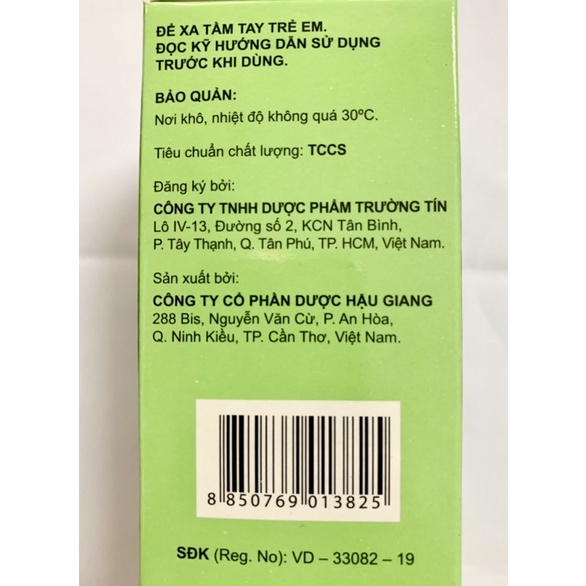 ĐỂ XA TẦM TAY TRẺ EM.
ĐỌC KỸ HƯỚNG DẪN SỬ DỤNG
TRƯỚC KHI DÙNG.
BẢO QUẢN:
Nơi khô, nhiệt độ không quá 30ºC.
Tiêu chuẩn chất lượng: TCCS
Đăng ký bởi:
CÔNG TY TNHH DƯỢC PHẨM TRƯỜNG TÍN
Lô IV-13, Đường số 2, KCN Tân Bình,
P. Tây Thạnh, Q. Tân Phú, TP. HCM, Việt Nam.
Sản xuất bởi:
CÔNG TY CỔ PHẦN DƯỢC HẬU GIANG
288 Bis, Nguyễn Văn Cừ, P. An Hòa,
Q. Ninh Kiều, TP. Cần Thơ, Việt Nam.
8 850769 013825
SĐK (Reg. No): VD – 33082 – 19